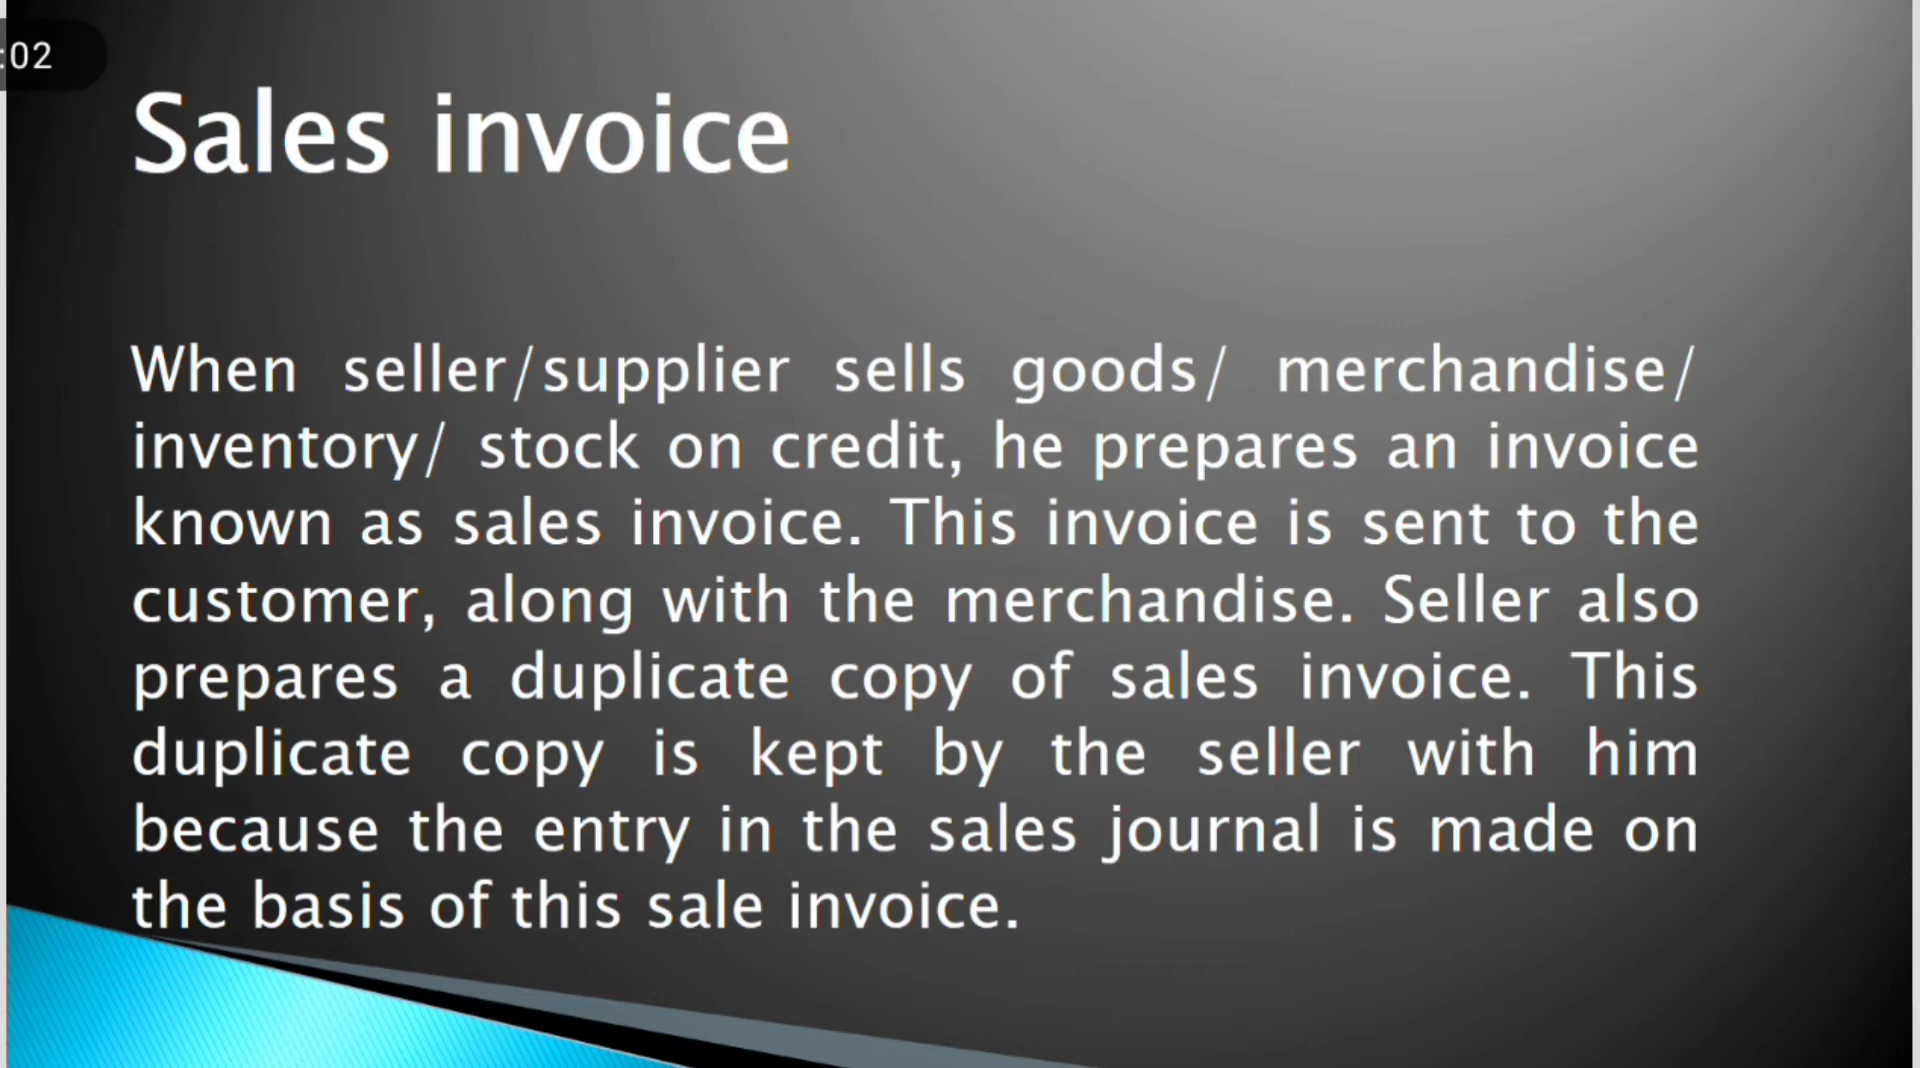 :02
Sales invoice
When seller/supplier sells goods/ merchandise/
inventory/ stock on credit, he prepares an invoice
known as sales invoice. This invoice is sent to the
customer, along with the merchandise. Seller also
prepares a duplicate copy of sales invoice. This
duplicate copy is kept by the seller with him
because the entry in the sales journal is made on
the basis of this sale invoice.